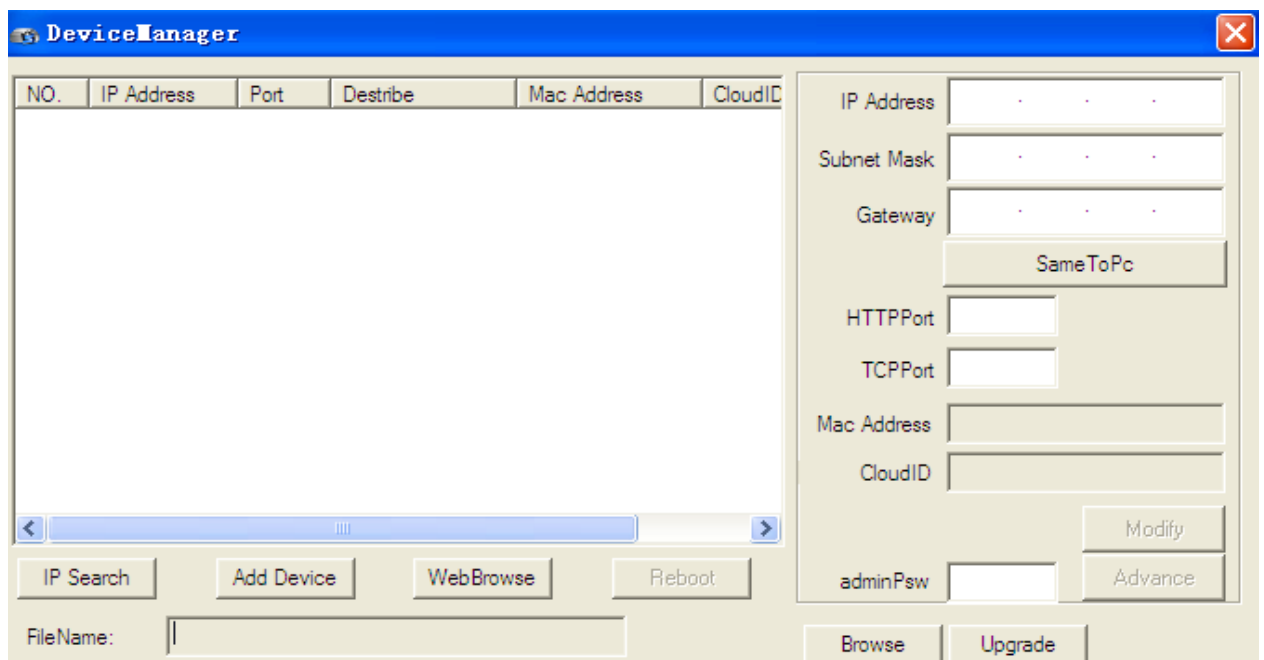 DeviceManager
NO. IP Address Port Destribe Mac Address CloudID
IP Address
Subnet Mask
Gateway
SameToPc
HTTPPort
TCPPort
Mac Address
CloudID
Modify
IP Search Add Device WebBrowse Reboot
adminPsw Advance
FileName:
Browse Upgrade